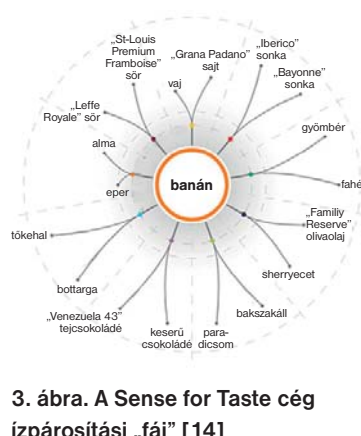 „St-Louis
Premium
Framboise”
sör
„Grana Padano”
sajt
vaj
„Iberico”
sonka
„Bayonne”
sonka
„Leffe
Royale” sör
gyömbér
alma
eper
banán
„Familiy
Reserve”
olivaolaj
tőkehal
sherryecet
bottarga
bakszakáll
„Venezuela 43”
tejcsokoládé
keserű
csokoládé
para-
dicsom
3. ábra. A Sense for Taste cég
ízpárosítási „fái” [14]